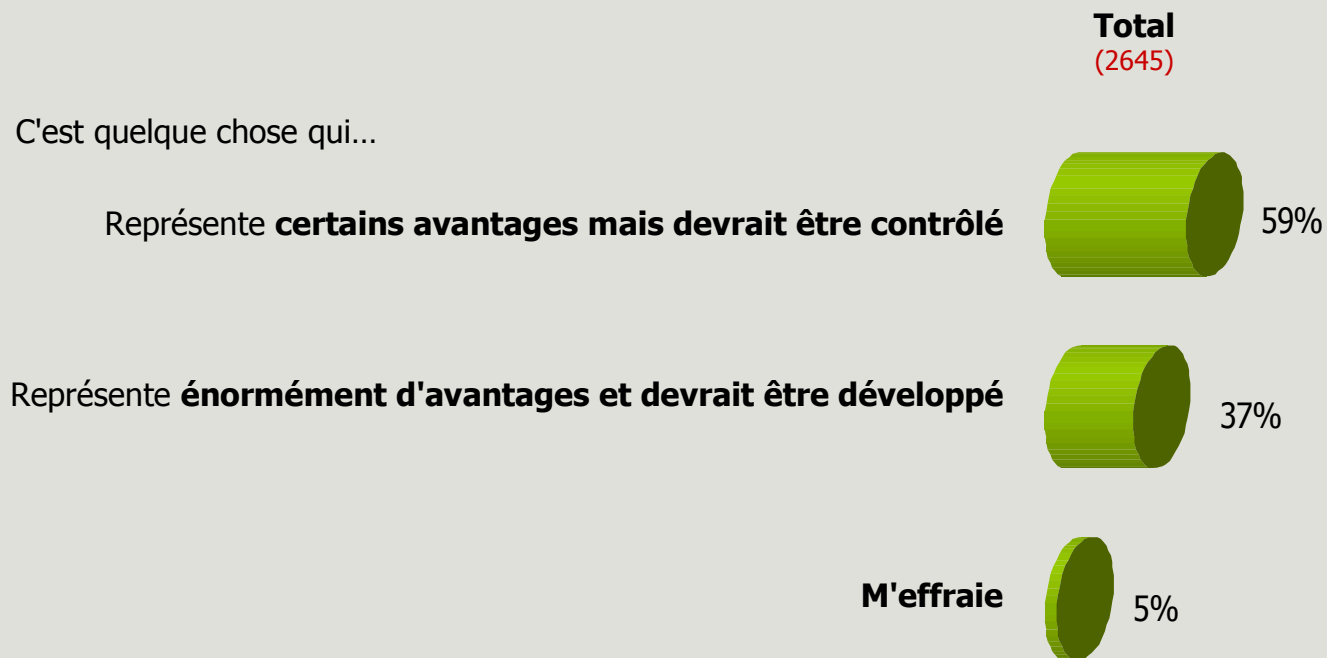 Total
(2645)
C'est quelque chose qui...
Représente certains avantages mais devrait être contrôlé
59%
Représente énormément d'avantages et devrait être développé
37%
M'effraie
5%